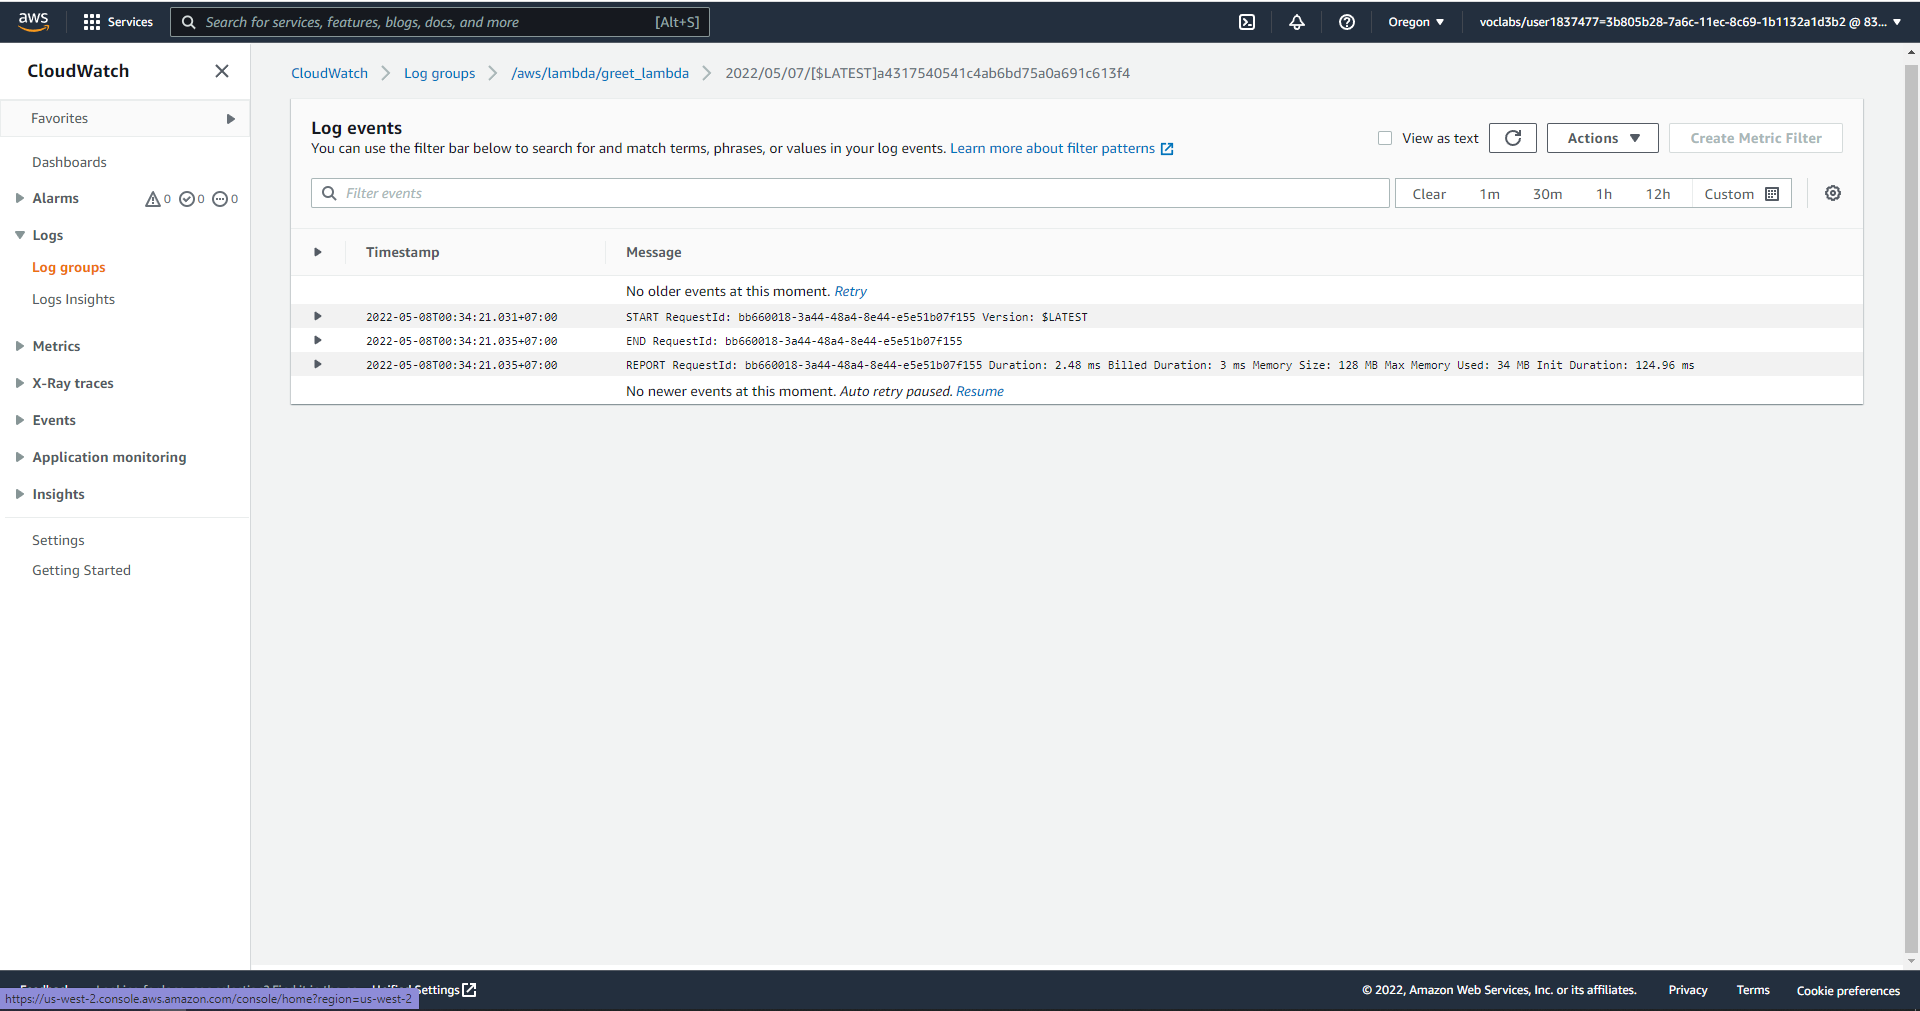 aws
Services
Search for services, features, blogs, docs, and more [Alt+S]
Oregon
voclabs/user1837477=3b805b28-7a6c-11ec-8c69-1b1132a1d3b2 @ 83...
CloudWatch
Favorites
Dashboards
Alarms 0 0 0
Logs
Log groups
Logs Insights
Metrics
X-Ray traces
Events
Application monitoring
Insights
Settings
Getting Started
CloudWatch Log groups /aws/lambda/greet_lambda 2022/05/07/[$LATEST]a4317540541c4ab6bd75a0a691c613f4
Log events
You can use the filter bar below to search for and match terms, phrases, or values in your log events. Learn more about filter patterns
View as text
Actions
Create Metric Filter
Filter events
Clear 1m 30m 1h 12h Custom
Timestamp Message
No older events at this moment. Retry
2022-05-08T00:34:21.031+07:00 START RequestId: bb660018-3a44-48a4-8e44-e5e51b07f155 Version: $LATEST
2022-05-08T00:34:21.035+07:00 END RequestId: bb660018-3a44-48a4-8e44-e5e51b07f155
2022-05-08T00:34:21.035+07:00 REPORT RequestId: bb660018-3a44-48a4-8e44-e5e51b07f155 Duration: 2.48 ms Billed Duration: 3 ms Memory Size: 128 MB Max Memory Used: 34 MB Init Duration: 124.96 ms
No newer events at this moment. Auto retry paused. Resume
Settings
https://us-west-2.console.aws.amazon.com/console/home?region=us-west-2
© 2022, Amazon Web Services, Inc. or its affiliates. Privacy Terms Cookie preferences